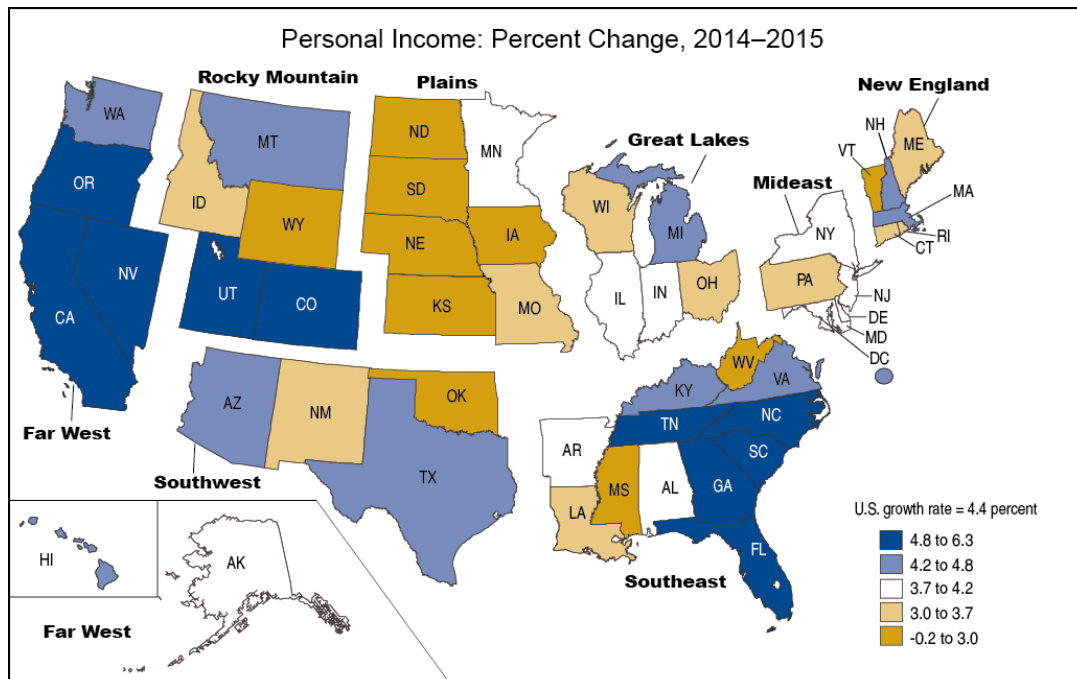 Personal Income: Percent Change, 2014–2015
Rocky Mountain
Plains
New England
Great Lakes
Mideast
WA
MT
ND
MN
NH
ME
VT
OR
ID
SD
WI
MI
MA
WY
NE
IA
NY
RI
CT
NV
UT
CO
KS
MO
IL
IN
OH
PA
NJ
DE
MD
DC
CA
WV
VA
KY
AZ
NM
OK
TN
NC
Far West
AR
SC
Southwest
TX
MS
AL
GA
LA
FL
Southeast
HI
AK
Far West
U.S. growth rate = 4.4 percent
4.8 to 6.3
4.2 to 4.8
3.7 to 4.2
3.0 to 3.7
-0.2 to 3.0